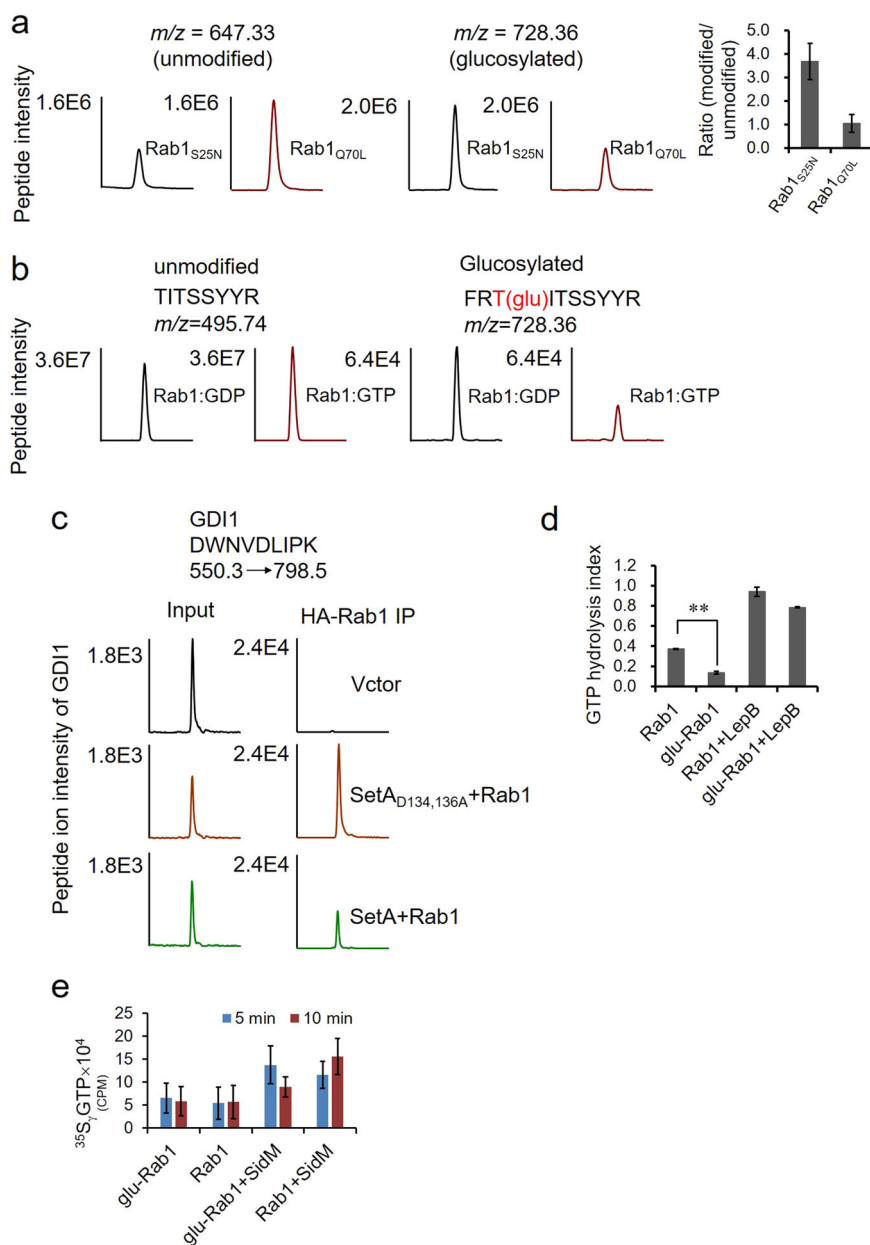 a
m/z = 647.33
(unmodified)
m/z = 728.36
(glucosylated)
Peptide intensity
1.6E6
Rab1S25N
1.6E6
Rab1Q70L
2.0E6
Rab1S25N
2.0E6
Rab1Q70L
Ratio (modified/
unmodified)
5.0
4.0
3.0
2.0
1.0
0.0
Rab1S25N
Rab1Q70L
b
unmodified
TITSSYYR
m/z=495.74
Glucosylated
FRT(glu)ITSSYYR
m/z=728.36
Peptide intensity
3.6E7
Rab1:GDP
3.6E7
Rab1:GTP
6.4E4
Rab1:GDP
6.4E4
Rab1:GTP
c
GDI1
DWNVDLIPK
550.3→798.5
Input
HA-Rab1 IP
Peptide ion intensity of GDI1
1.8E3
2.4E4
Vctor
1.8E3
2.4E4
SetAD134,136A+Rab1
1.8E3
2.4E4
SetA+Rab1
d
GTP hydrolysis index
1.2
1.0
0.8
0.6
0.4
0.2
0.0
**
Rab1
glu-Rab1
Rab1+LepB
glu-Rab1+LepB
e
35SγGTP×104
(CPM)
25
20
15
10
5
0
5 min
10 min
glu-Rab1
Rab1
glu-Rab1+SidM
Rab1+SidM